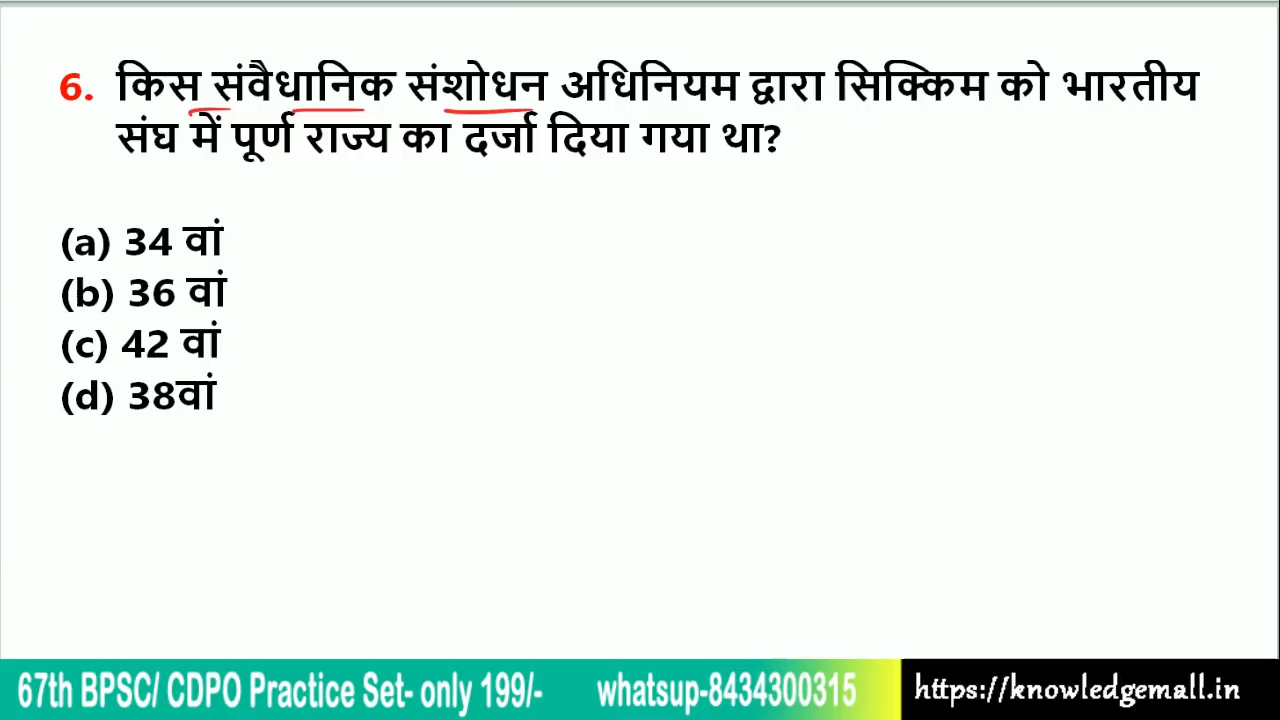 6. किस संवैधानिक संशोधन अधिनियम द्वारा सिक्किम को भारतीय
संघ में पूर्ण राज्य का दर्जा दिया गया था?
(a) 34 वां
(b) 36 वां
(c) 42 वां
(d) 38वां
67th BPSC/ CDPO Practice Set- only 199/- whatsup-8434300315 https://knowledgemall.in